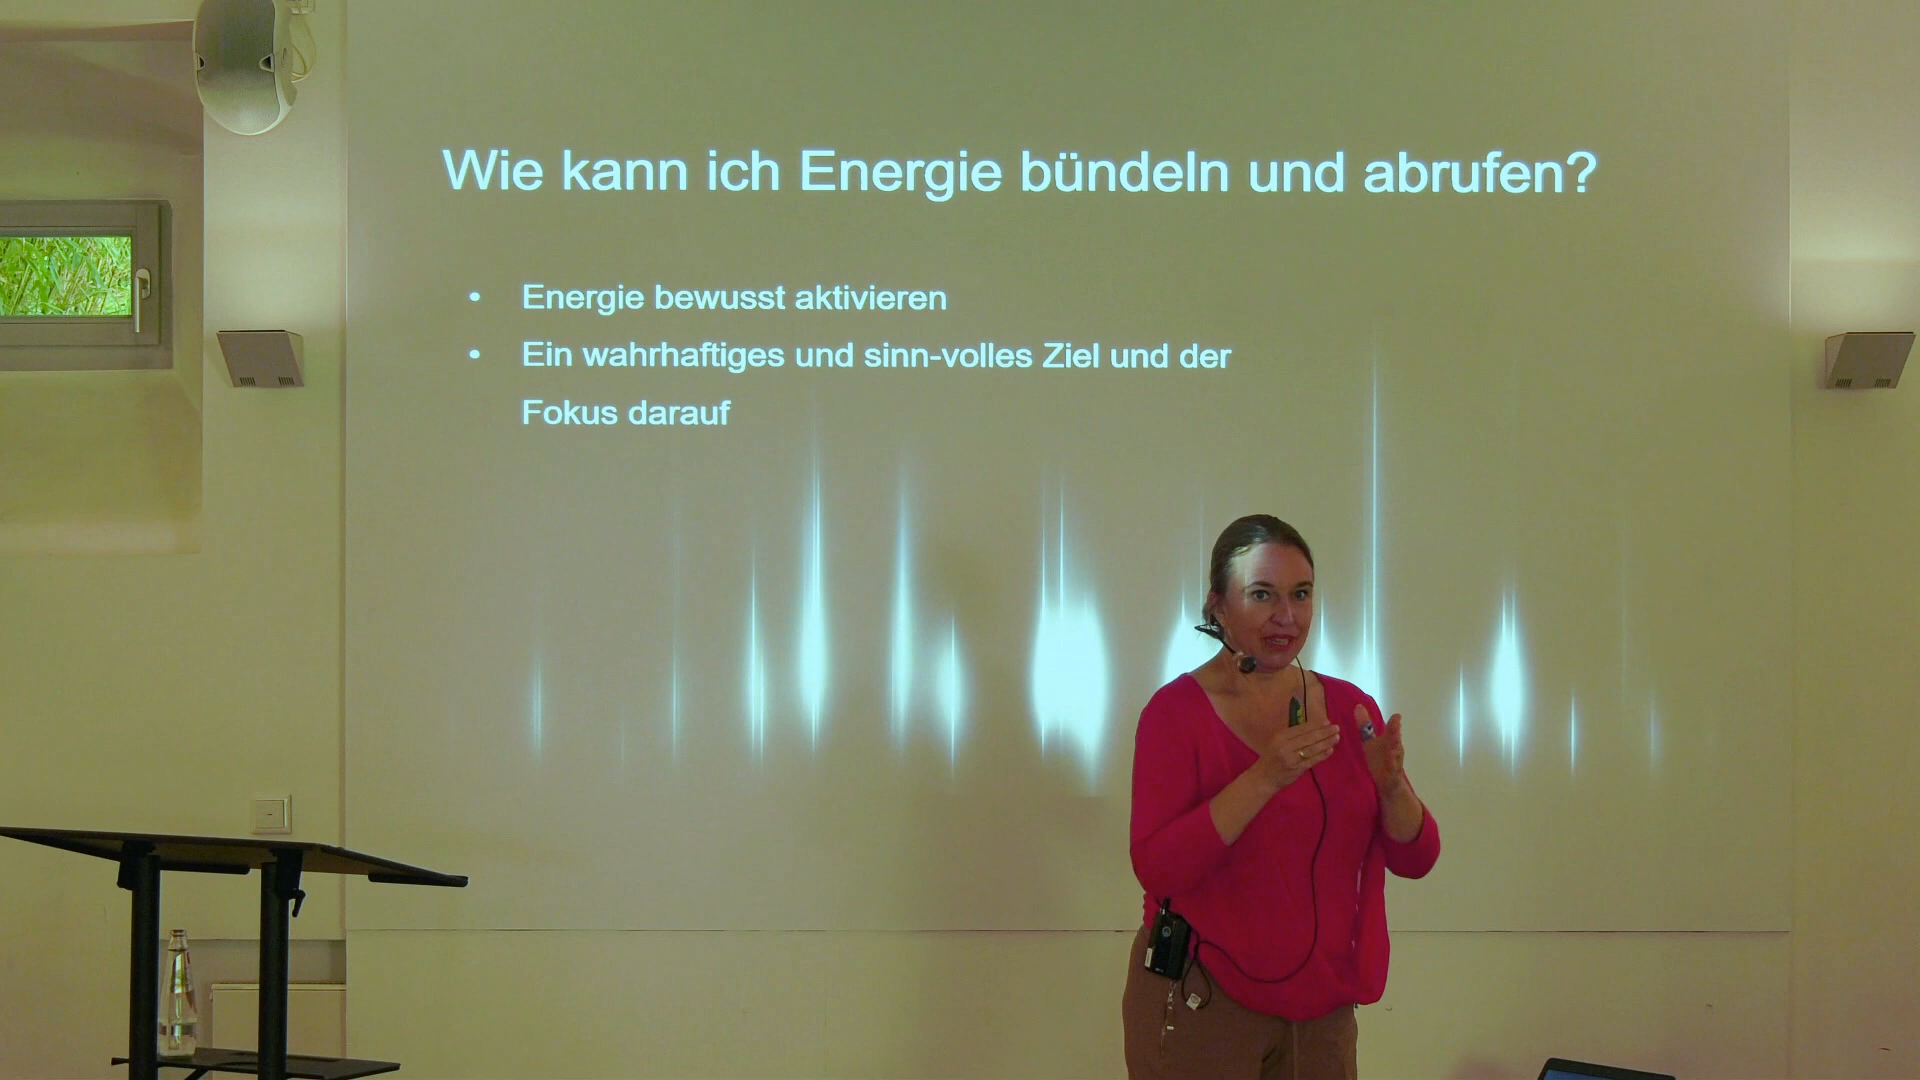 Wie kann ich Energie bündeln und abrufen?
• Energie bewusst aktivieren
• Ein wahrhaftiges und sinn-volles Ziel und der
Fokus darauf